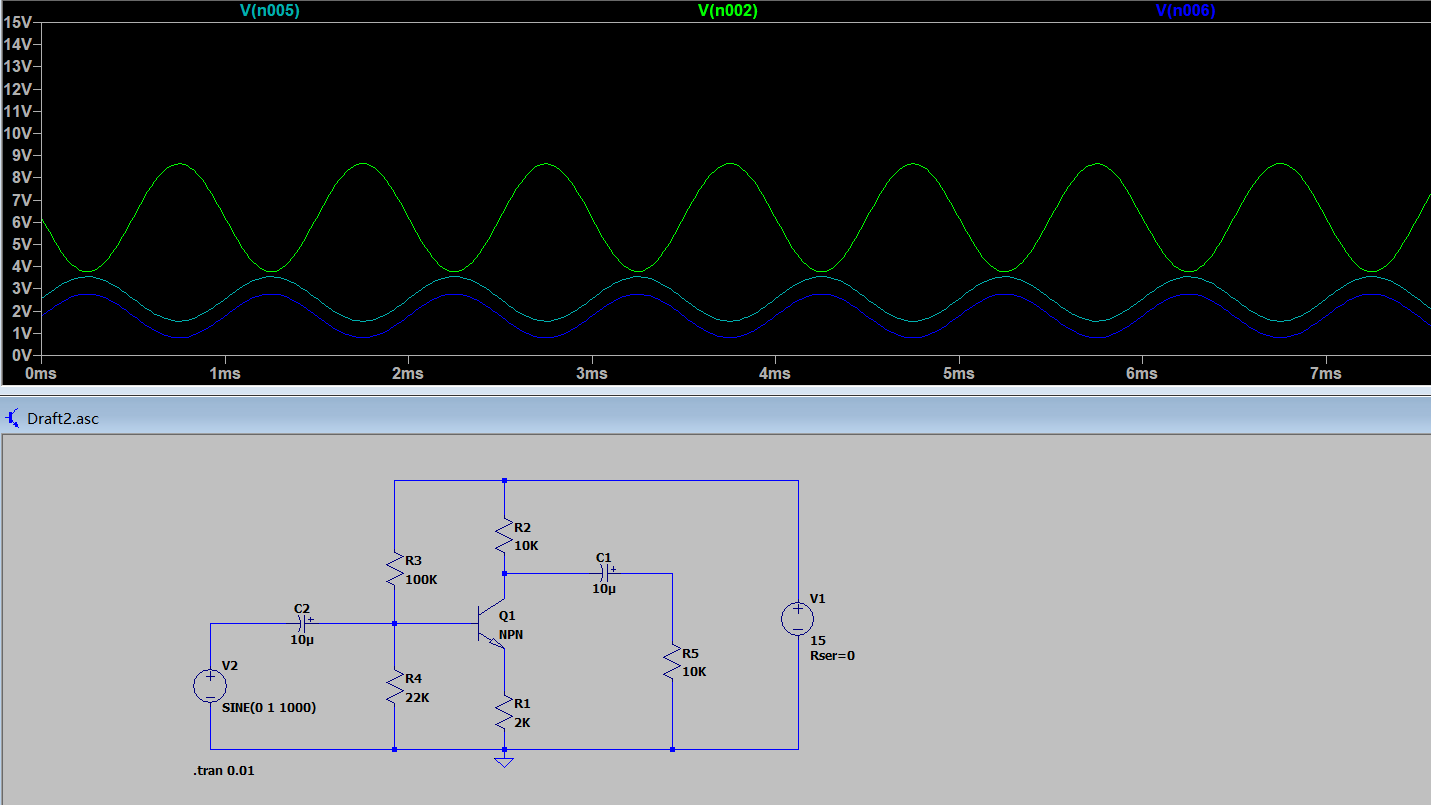 V(n005) V(n002) V(n006)
15V
14V
13V
12V
11V
10V
9V
8V
7V
6V
5V
4V
3V
2V
1V
0V
0ms 1ms 2ms 3ms 4ms 5ms 6ms 7ms
Draft2.asc
R2
10K
R3
100K
C1
+
10µ
V1
+
15
Rser=0
C2
+
10µ
Q1
NPN
V2
+
SINE(0 1 1000)
R4
22K
R5
10K
R1
2K
.tran 0.01